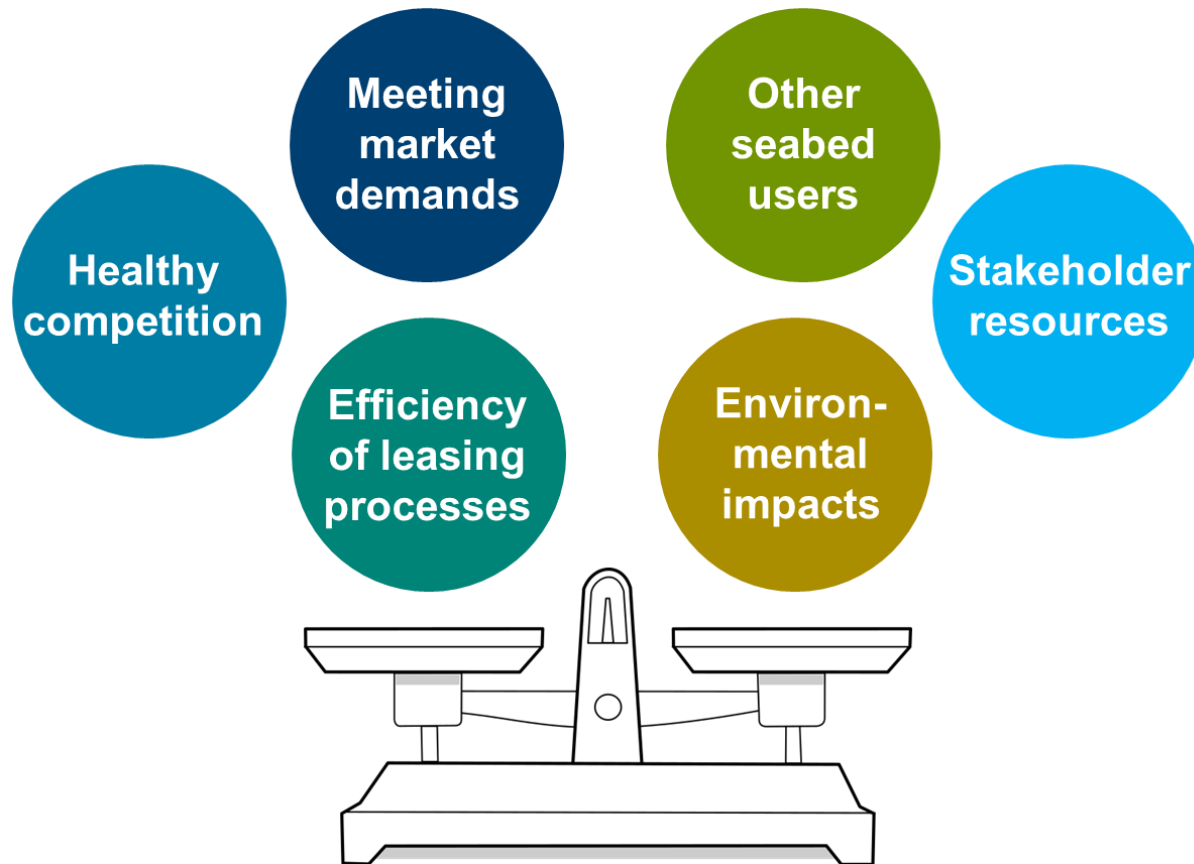 Meeting
market
demands
Other
seabed
users
Healthy
competition
Stakeholder
resources
Efficiency
of leasing
processes
Environ-
mental
impacts